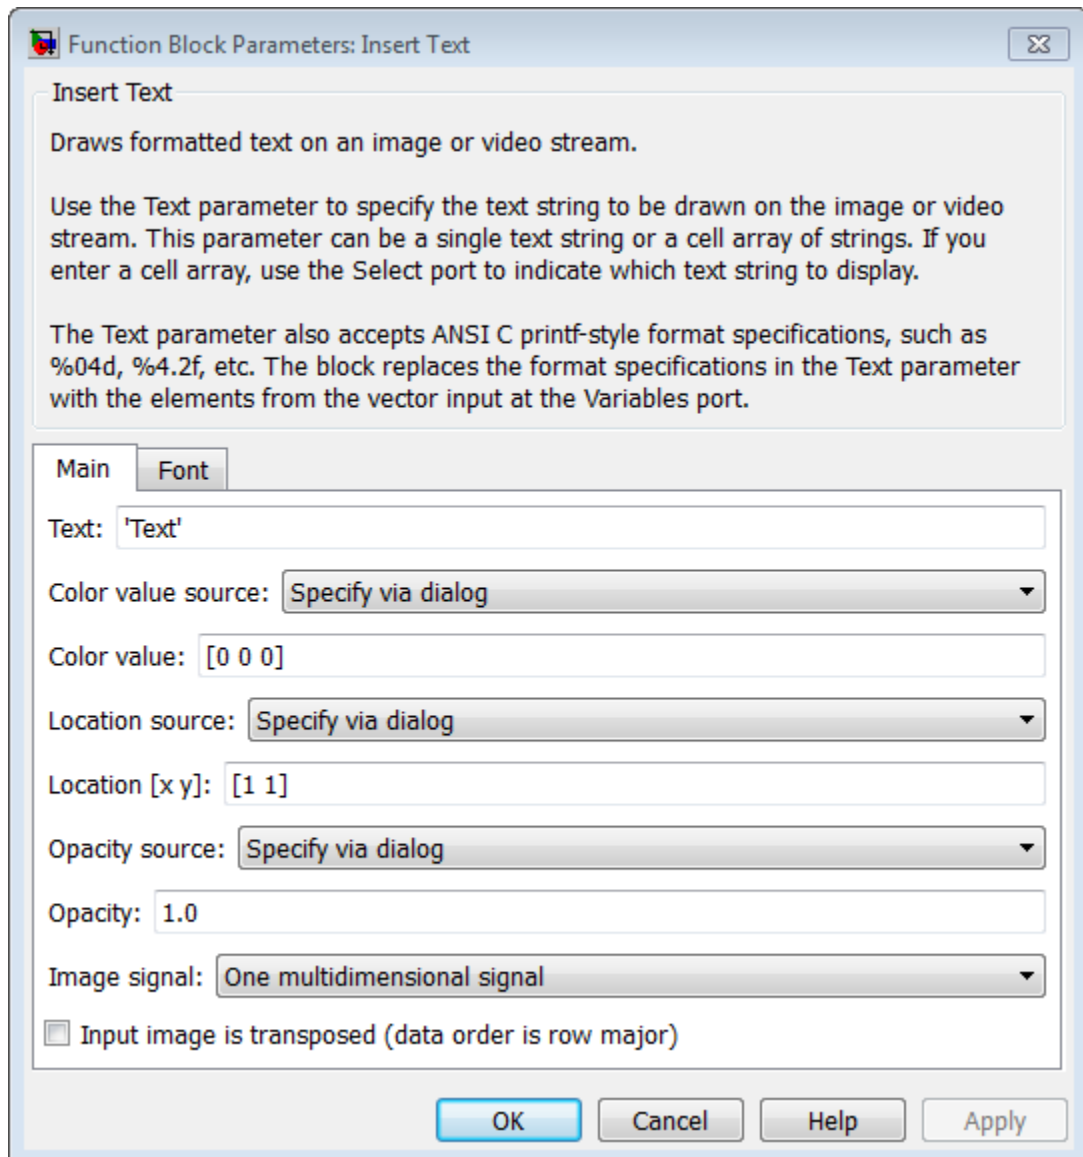 Function Block Parameters: Insert Text
Insert Text
Draws formatted text on an image or video stream.
Use the Text parameter to specify the text string to be drawn on the image or video
stream. This parameter can be a single text string or a cell array of strings. If you
enter a cell array, use the Select port to indicate which text string to display.
The Text parameter also accepts ANSI C printf-style format specifications, such as
%04d, %4.2f, etc. The block replaces the format specifications in the Text parameter
with the elements from the vector input at the Variables port.
Main Font
Text: 'Text'
Color value source: Specify via dialog
Color value: [0 0 0]
Location source: Specify via dialog
Location [x y]: [1 1]
Opacity source: Specify via dialog
Opacity: 1.0
Image signal: One multidimensional signal
Input image is transposed (data order is row major)
OK Cancel Help Apply